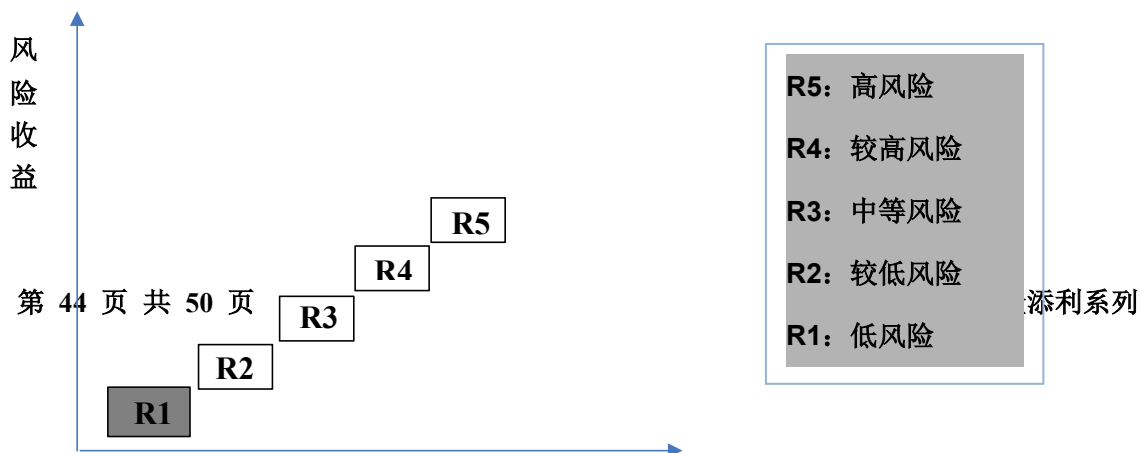 风
险
收
益
R5：高风险
R4：较高风险
R3：中等风险
R2：较低风险
R1：低风险
R5
R4
R3
R2
R1
第 44 页 共 50 页
添利系列